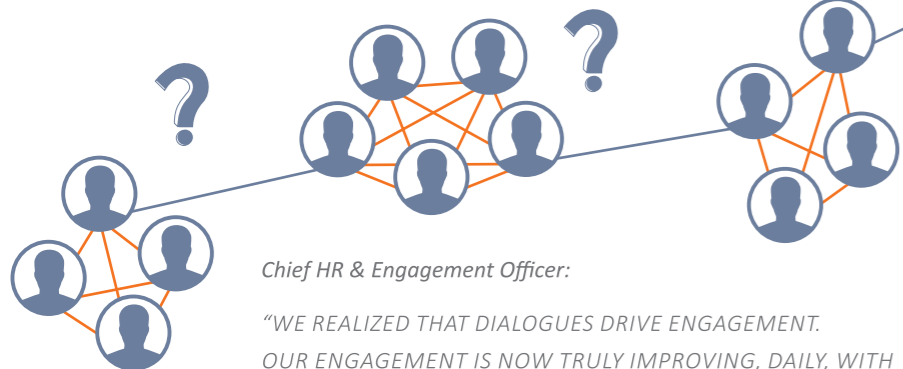 ?
?
Chief HR & Engagement Officer:
“WE REALIZED THAT DIALOGUES DRIVE ENGAGEMENT.
OUR ENGAGEMENT IS NOW TRULY IMPROVING, DAILY, WITH